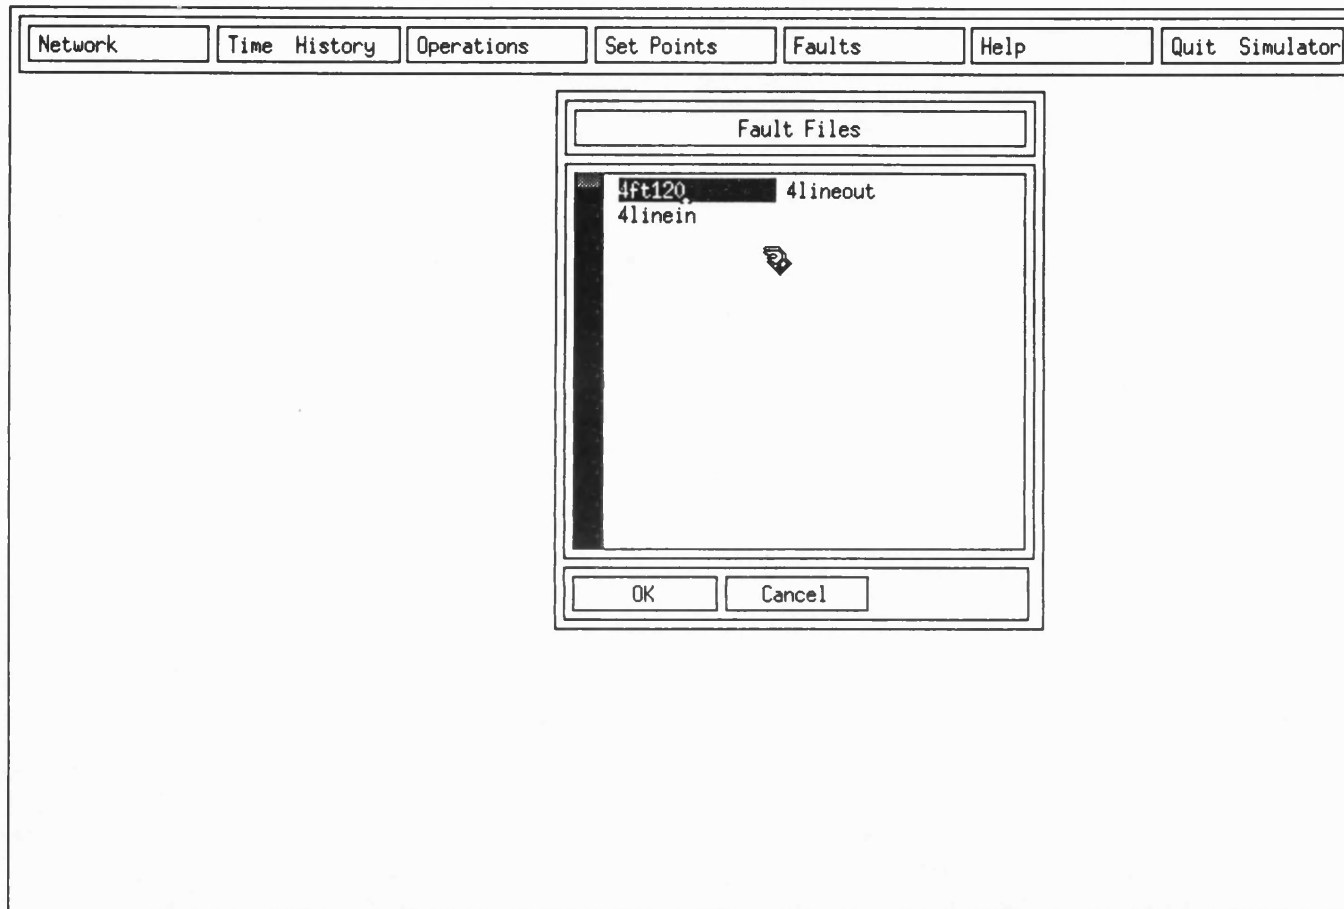 Network Time History Operations Set Points Faults Help Quit Simulator
Fault Files
4ft120 4lineout
4linein
OK Cancel